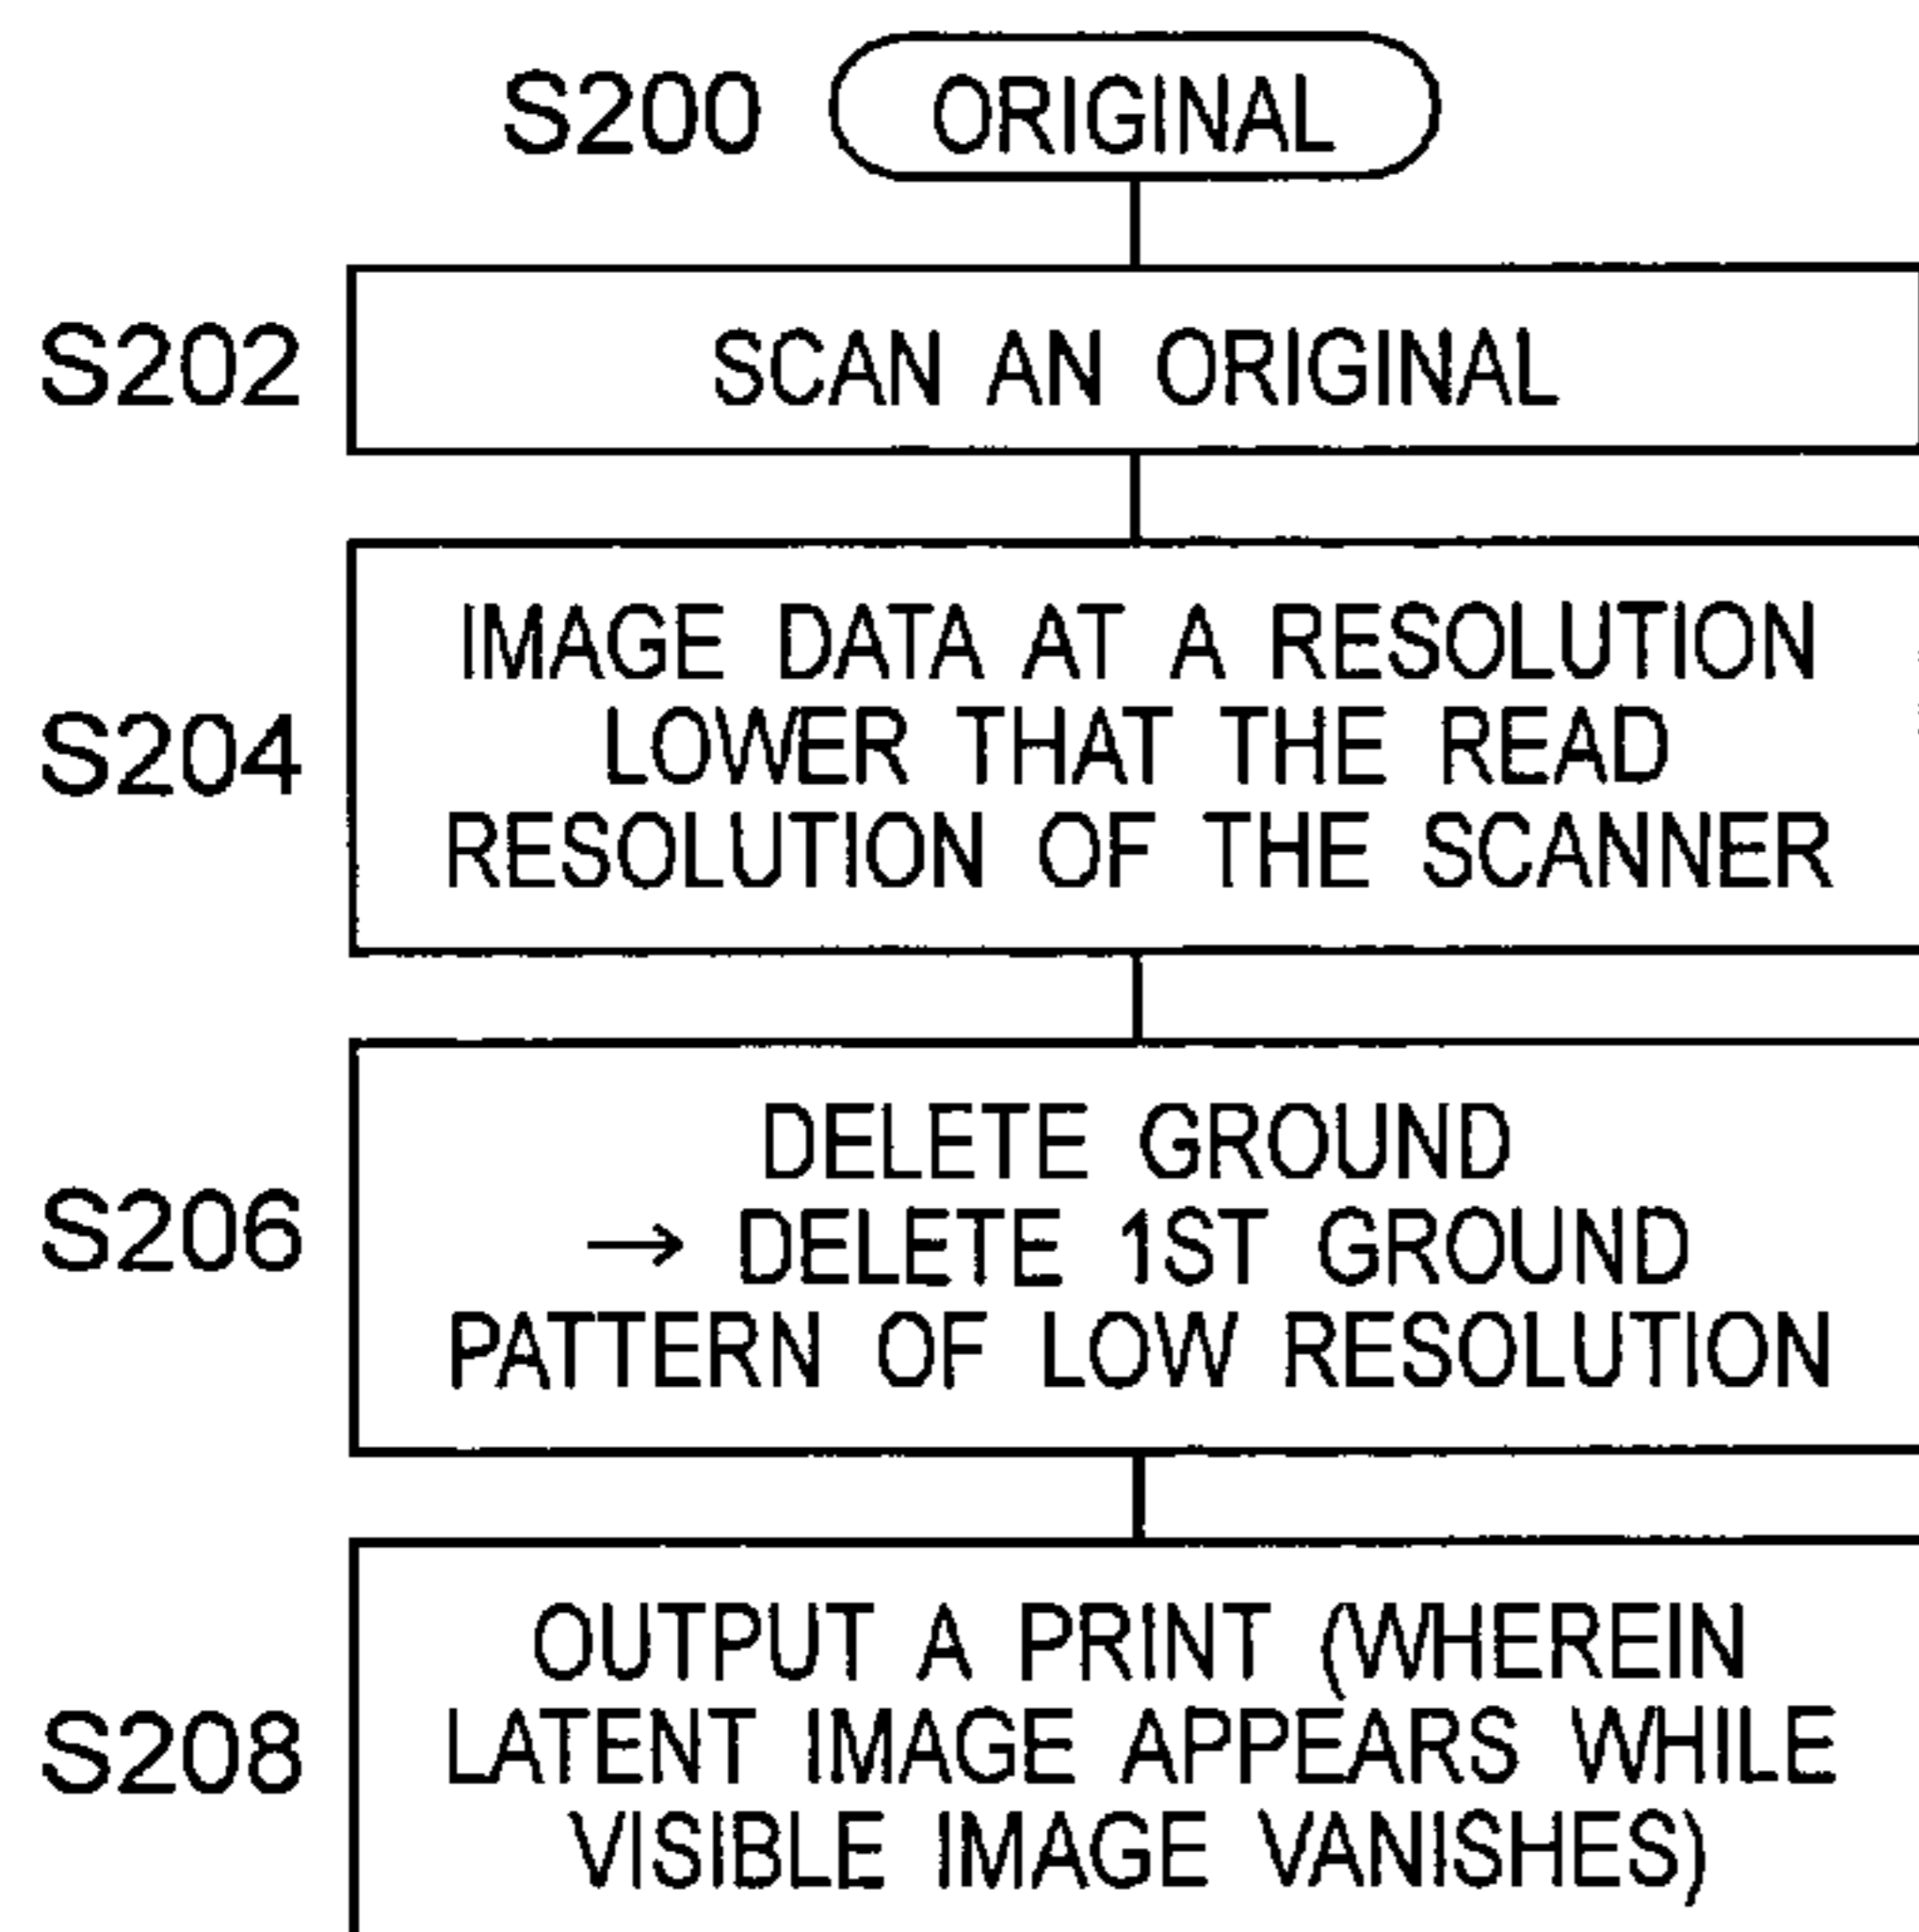 S200 ORIGINAL
S202 SCAN AN ORIGINAL
IMAGE DATA AT A RESOLUTION
S204 LOWER THAT THE READ
RESOLUTION OF THE SCANNER
DELETE GROUND
S206 → DELETE 1ST GROUND
PATTERN OF LOW RESOLUTION
OUTPUT A PRINT (WHEREIN
S208 LATENT IMAGE APPEARS WHILE
VISIBLE IMAGE VANISHES)